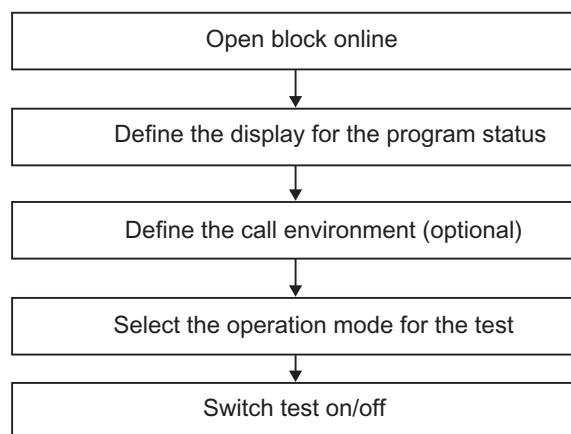 Open block online
Define the display for the program status
Define the call environment (optional)
Select the operation mode for the test
Switch test on/off